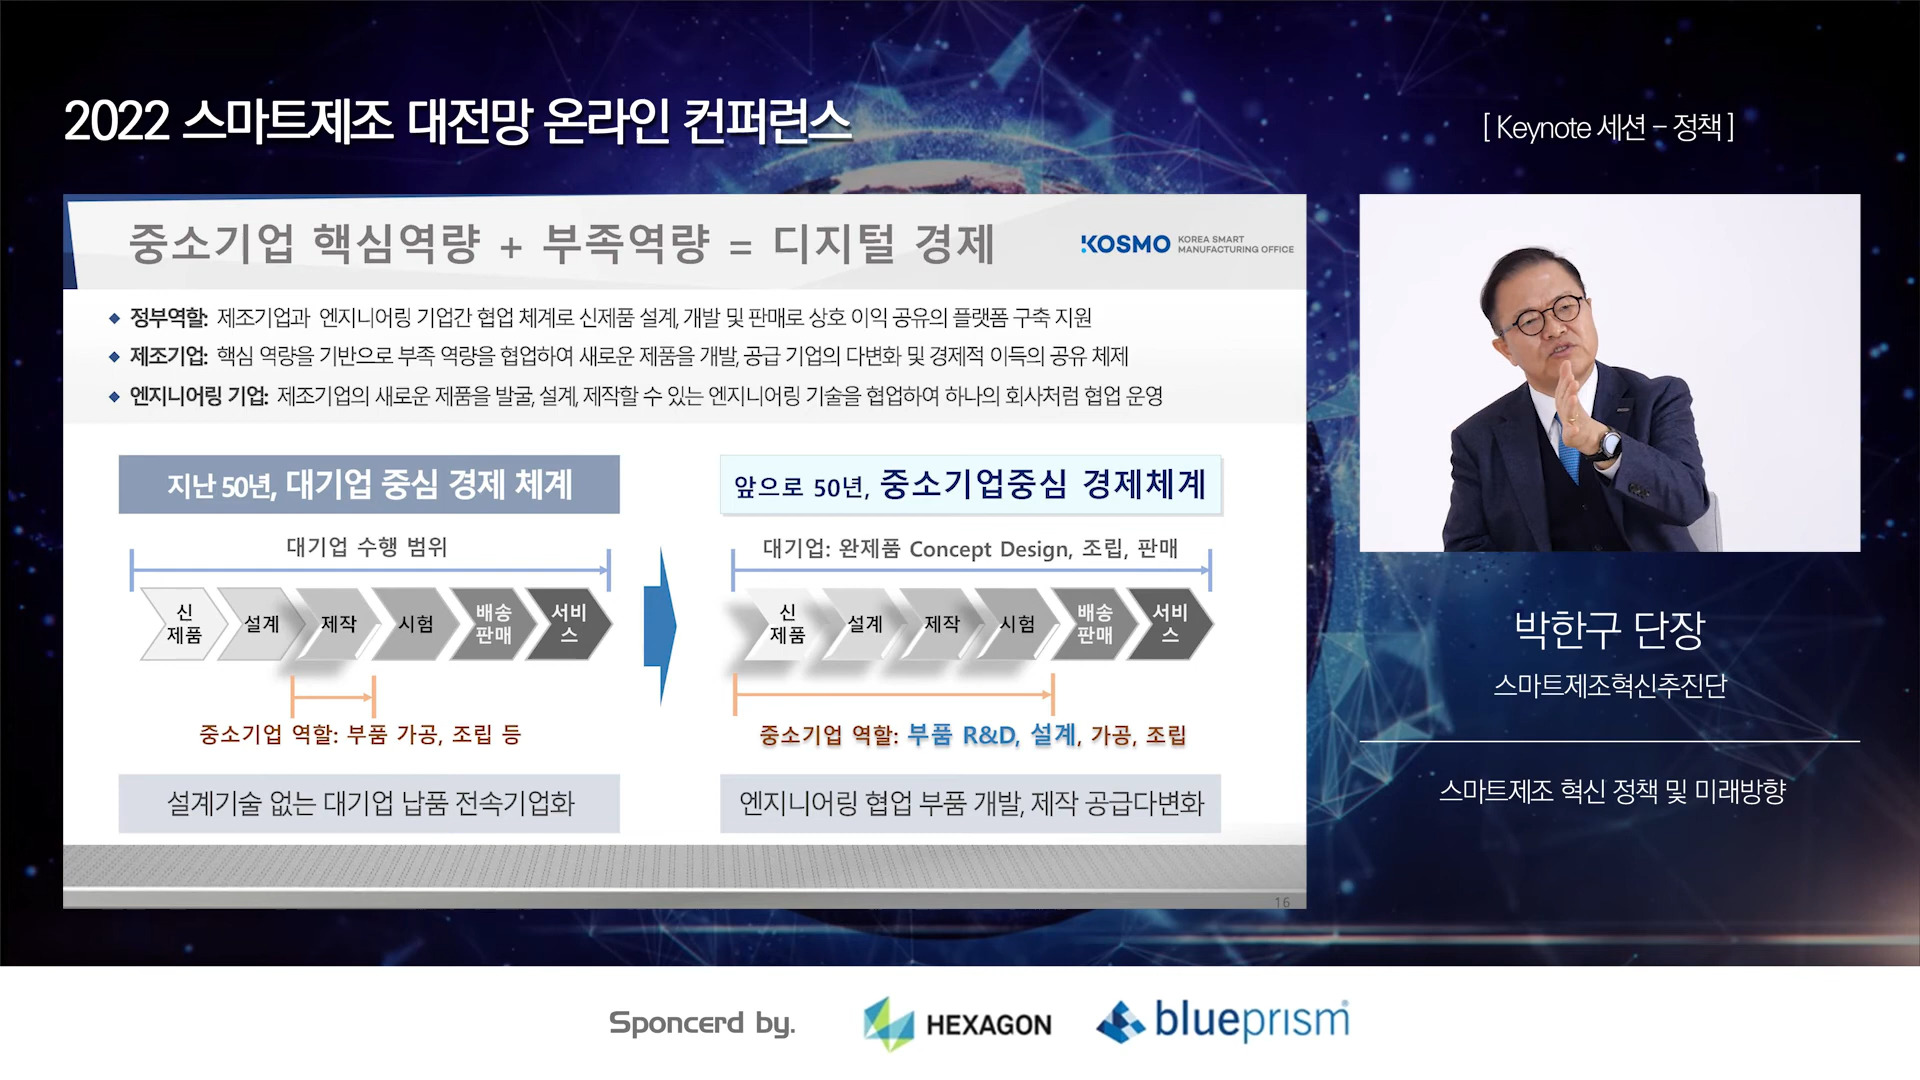 2022 스마트제조 대전망 온라인 컨퍼런스
[ Keynote 세션 – 정책 ]
중소기업 핵심역량 + 부족역량 = 디지털 경제
KOSMO KOREA SMART
MANUFACTURING OFFICE
◆ 정부역할: 제조기업과 엔지니어링 기업간 협업 체계로 신제품 설계, 개발 및 판매로 상호 이익 공유의 플랫폼 구축 지원
◆ 제조기업: 핵심 역량을 기반으로 부족 역량을 협업하여 새로운 제품을 개발, 공급 기업의 다변화 및 경제적 이득의 공유 체제
◆ 엔지니어링 기업: 제조기업의 새로운 제품을 발굴, 설계, 제작할 수 있는 엔지니어링 기술을 협업하여 하나의 회사처럼 협업 운영
지난 50년, 대기업 중심 경제 체계
대기업 수행 범위
신
제품
설계
제작
시험
배송
판매
서비
스
중소기업 역할: 부품 가공, 조립 등
설계기술 없는 대기업 납품 전속기업화
앞으로 50년, 중소기업중심 경제체계
대기업: 완제품 Concept Design, 조립, 판매
신
제품
설계
제작
시험
배송
판매
서비
스
중소기업 역할: 부품 R&D, 설계, 가공, 조립
엔지니어링 협업 부품 개발, 제작 공급다변화
16
박한구 단장
스마트제조혁신추진단
스마트제조 혁신 정책 및 미래방향
Sponcerd by.
HEXAGON
blueprism